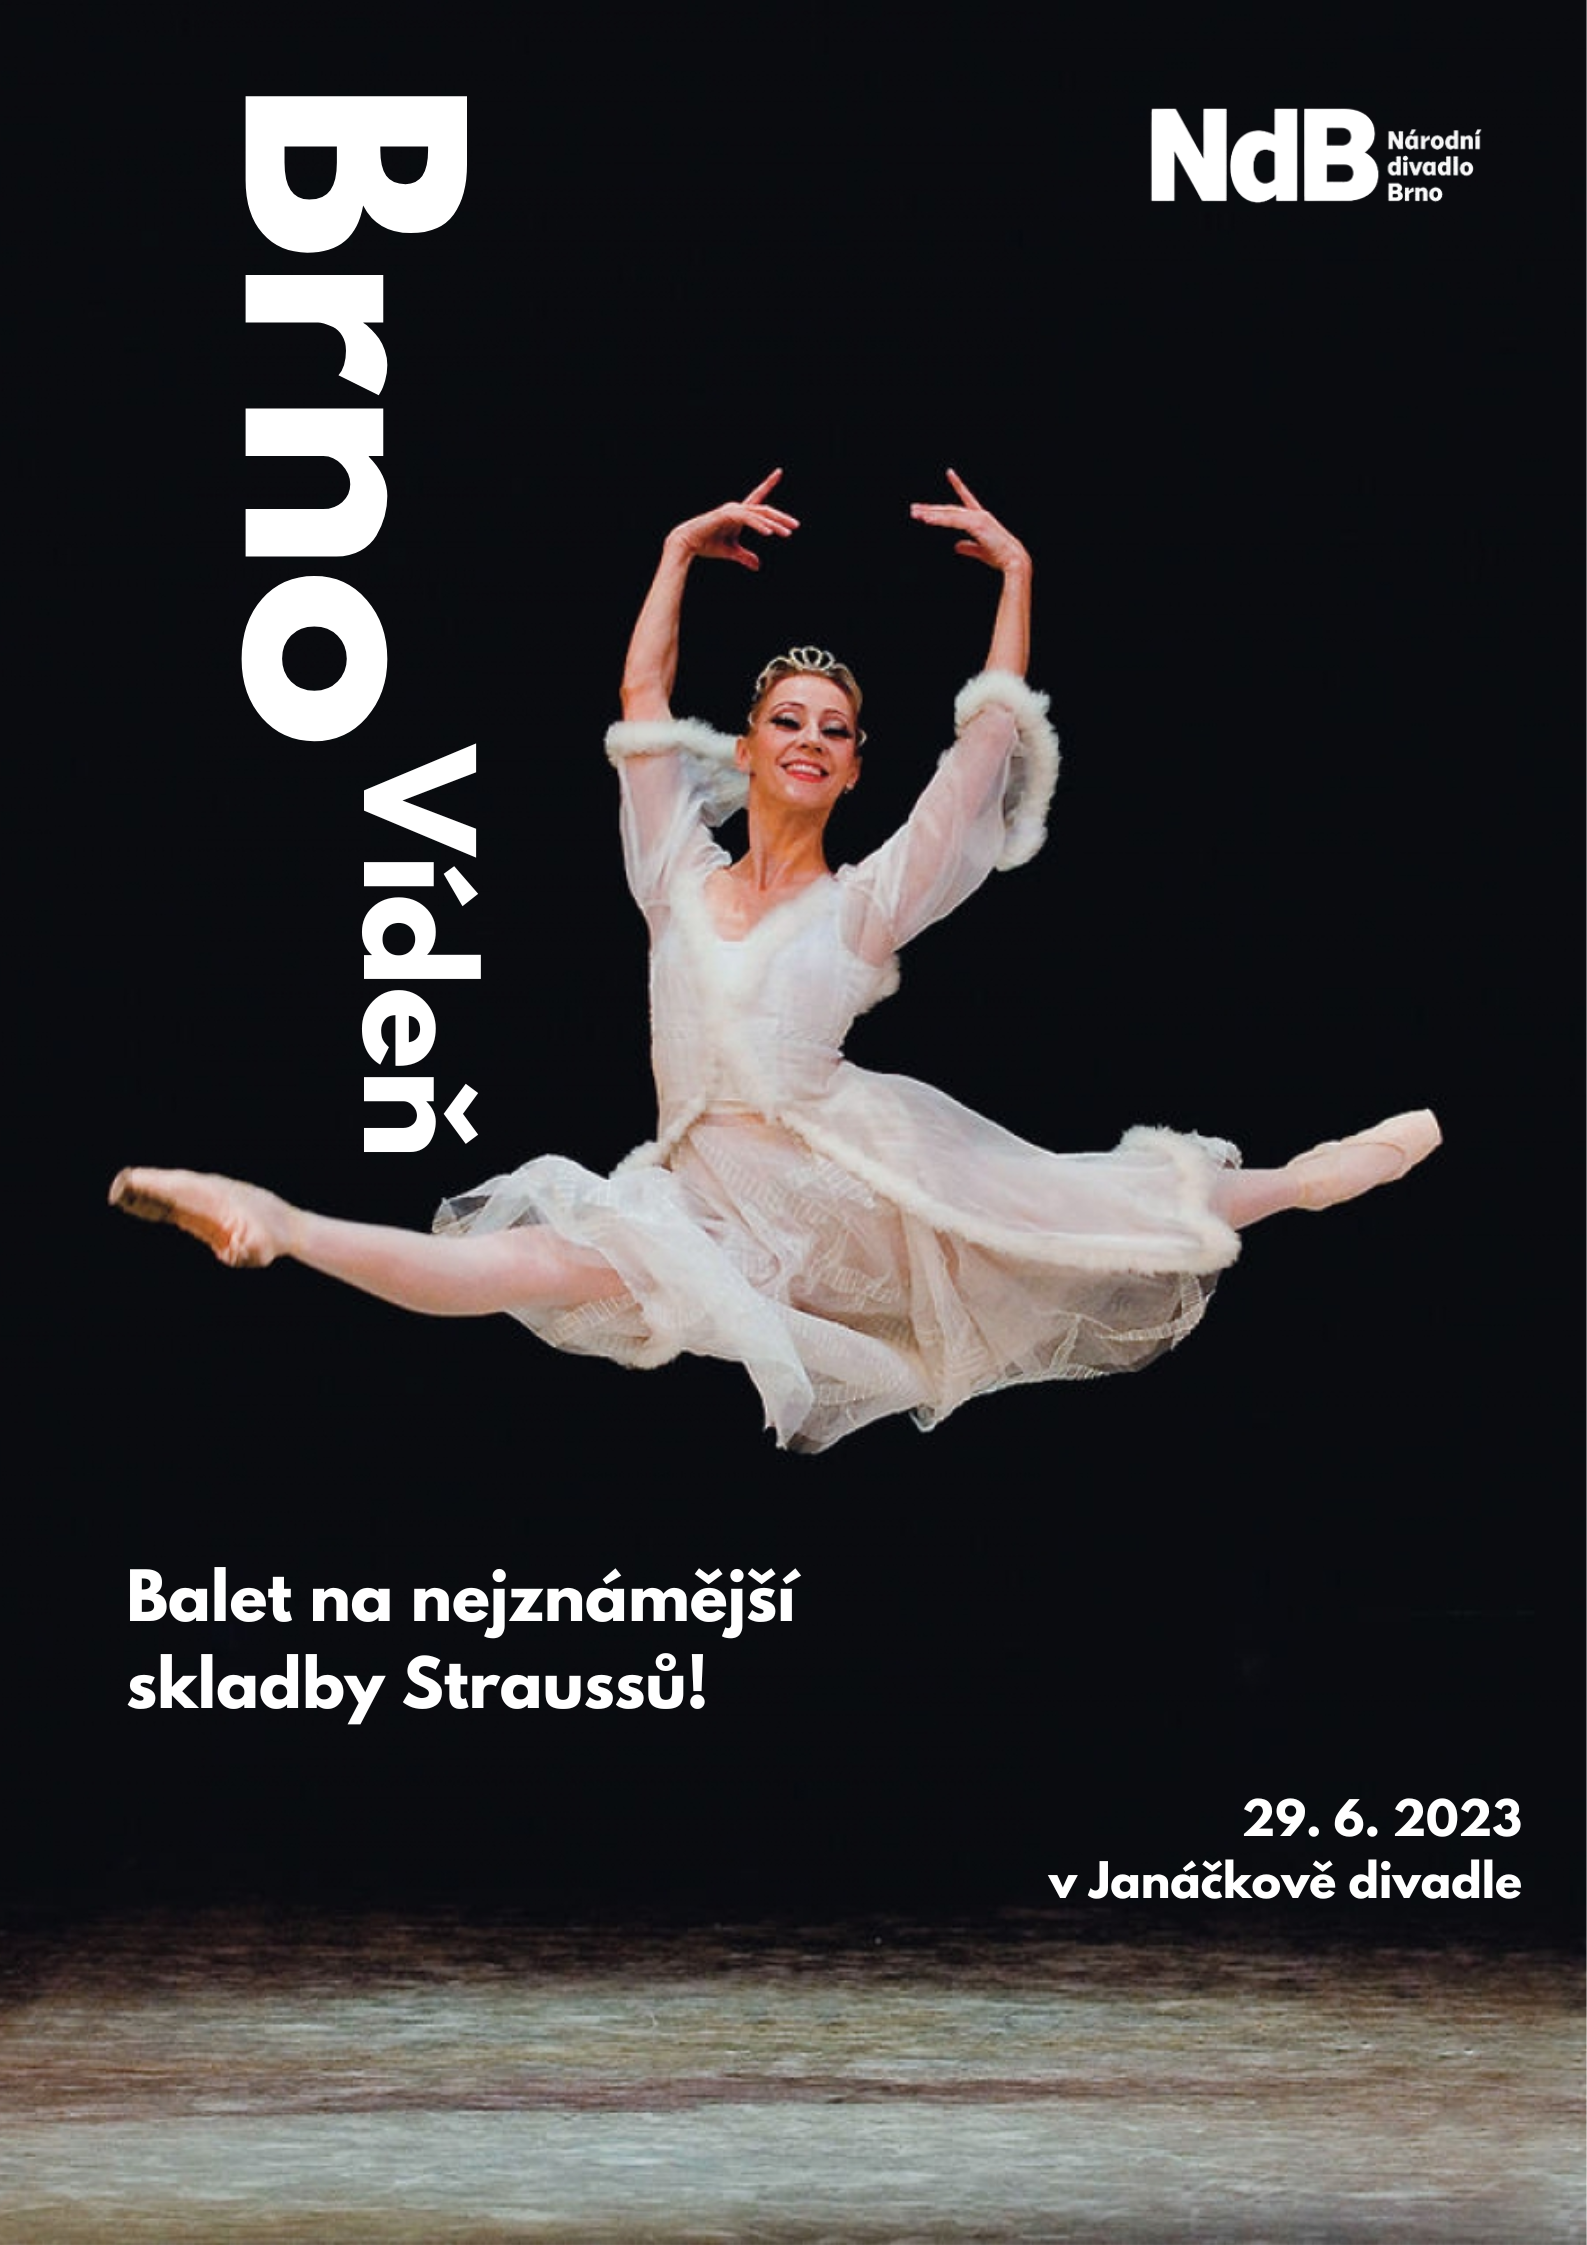 Brno
Vídeň
NdB
Národní
divadlo
Brno
Balet na nejznámější
skladby Straussů!
29. 6. 2023
v Janáčkově divadle